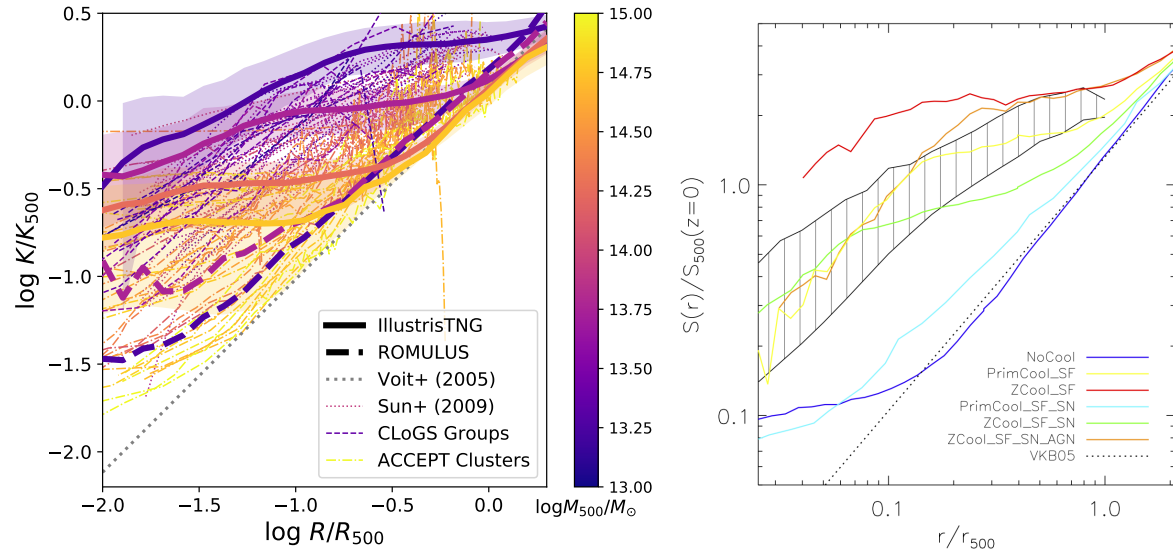 0.5
0.0
−0.5
−1.0
−1.5
−2.0
log K/K500
−2.0 −1.5 −1.0 −0.5 0.0
log R/R500
IllustrisTNG
ROMULUS
Voit+ (2005)
Sun+ (2009)
CLoGS Groups
ACCEPT Clusters
15.00
14.75
14.50
14.25
14.00
13.75
13.50
13.25
13.00
logM500/M⊙
S(r)/S500(z=0)
1.0
0.1
NoCool
PrimCool_SF
ZCool_SF
PrimCool_SF_SN
ZCool_SF_SN
ZCool_SF_SN_AGN
VKB05
0.1 1.0
r/r500